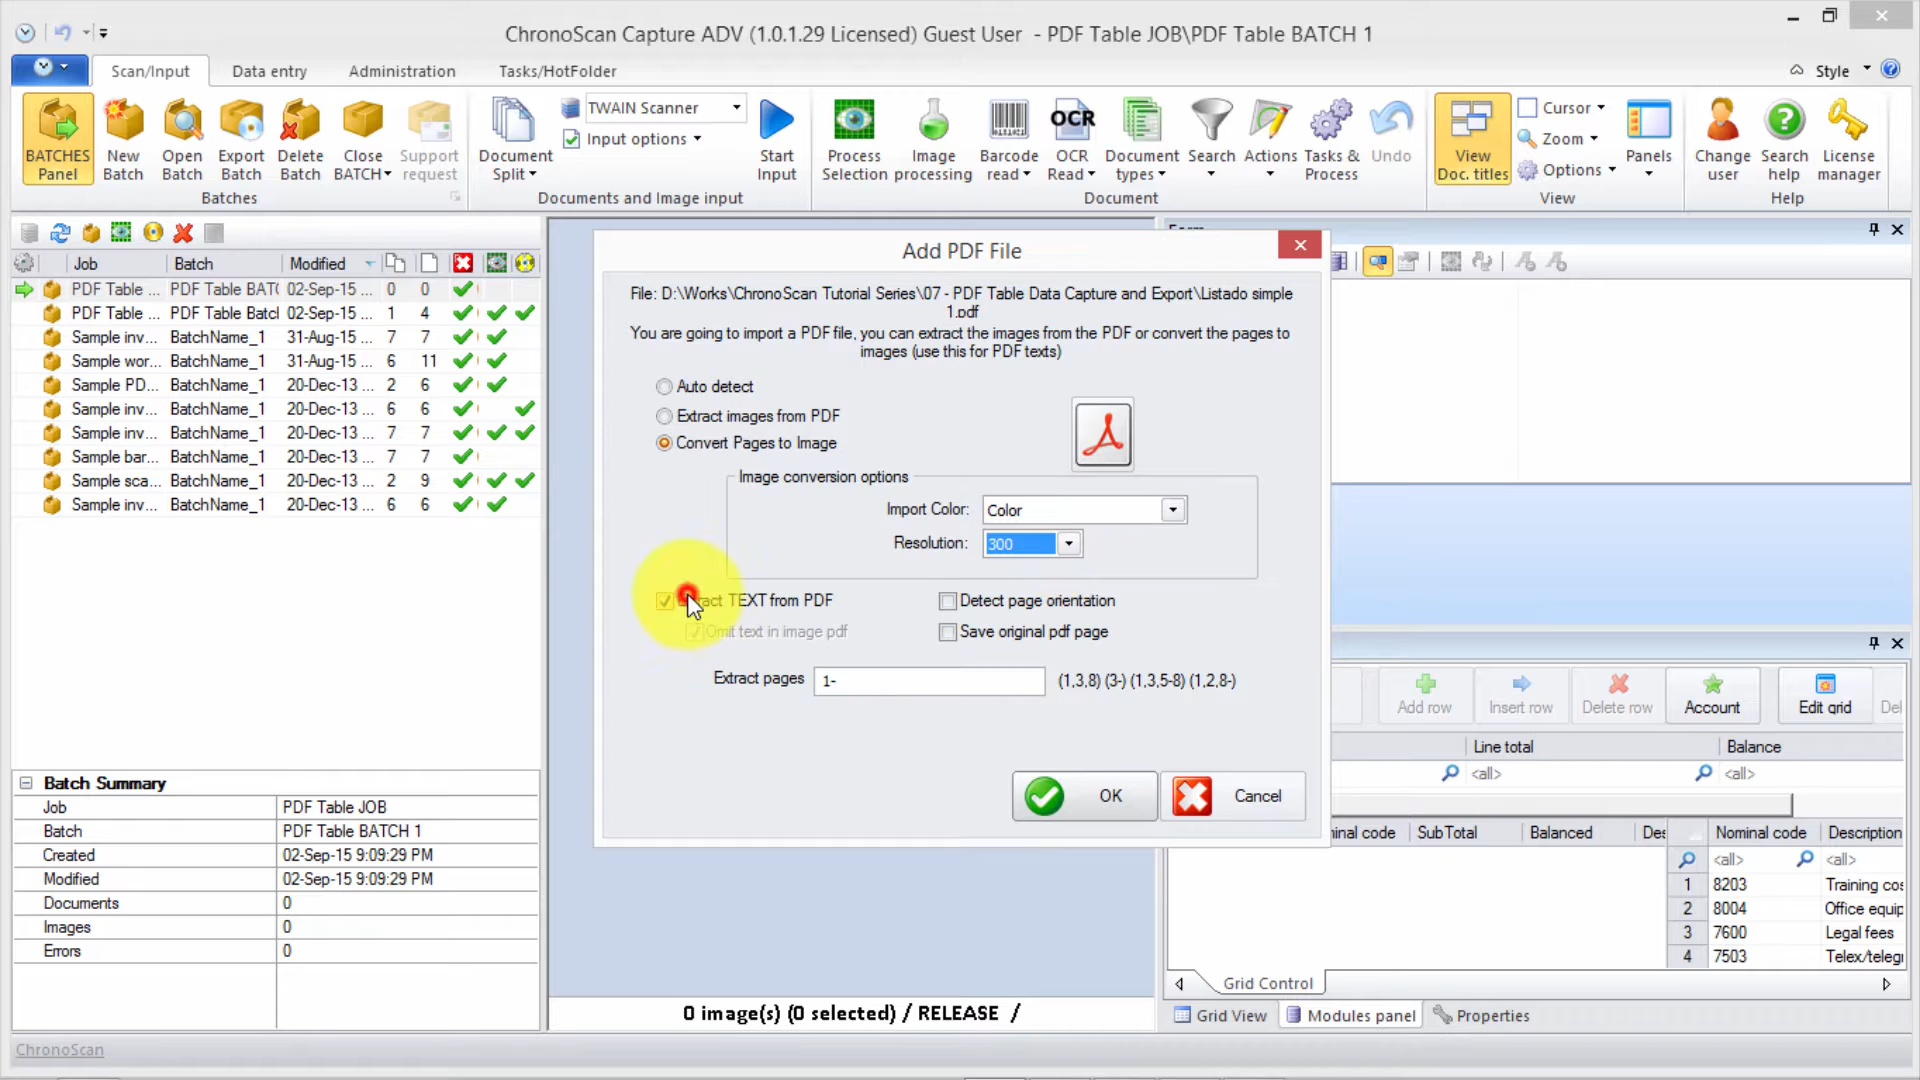 ChronoScan Capture ADV (1.0.1.29 Licensed) Guest User - PDF Table JOB\PDF Table BATCH 1
Scan/Input Data entry Administration Tasks/HotFolder Style
BATCHES Panel
New Batch
Open Batch
Export Batch
Delete Batch
Close BATCH
Support request
Batches
Document Split
TWAIN Scanner
Input options
Start Input
Documents and Image input
Process Selection
Image processing
Barcode read
OCR
OCR Read
Document types
Search
Actions
Tasks & Process
Undo
Document
View Doc. titles
Cursor
Zoom
Options
Panels
View
Change user
Search help
License manager
Help
Job Batch Modified
PDF Table ... PDF Table BAT 02-Sep-15 ... 0 0
PDF Table ... PDF Table Batcl 02-Sep-15 ... 1 4
Sample inv... BatchName_1 31-Aug-15 ... 7 7
Sample wor... BatchName_1 31-Aug-15 ... 6 11
Sample PD... BatchName_1 20-Dec-13 ... 2 6
Sample inv... BatchName_1 20-Dec-13 ... 6 6
Sample inv... BatchName_1 20-Dec-13 ... 7 7
Sample bar... BatchName_1 20-Dec-13 ... 7 7
Sample sca... BatchName_1 20-Dec-13 ... 2 9
Sample inv... BatchName_1 20-Dec-13 ... 6 6
Batch Summary
Job PDF Table JOB
Batch PDF Table BATCH 1
Created 02-Sep-15 9:09:29 PM
Modified 02-Sep-15 9:09:29 PM
Documents 0
Images 0
Errors 0
ChronoScan
Add PDF File
File: D:\Works\ChronoScan Tutorial Series\07 - PDF Table Data Capture and Export\Listado simple
1.pdf
You are going to import a PDF file, you can extract the images from the PDF or convert the pages to
images (use this for PDF texts)
Auto detect
Extract images from PDF
Convert Pages to Image
Image conversion options
Import Color: Color
Resolution: 300
TEXT from PDF
Detect page orientation
Omit text in image pdf
Save original pdf page
Extract pages 1- (1,3,8) (3-) (1,3,5-8) (1,2,8-)
OK Cancel
0 image(s) (0 selected) / RELEASE /
Add row Insert row Delete row Account Edit grid Del
Line total Balance
<all> <all>
inal code SubTotal Balanced Des
Nominal code Description
<all> <all>
1 8203 Training cos
2 8004 Office equip
3 7600 Legal fees
4 7503 Telex/telegr
Grid Control
Grid View Modules panel Properties